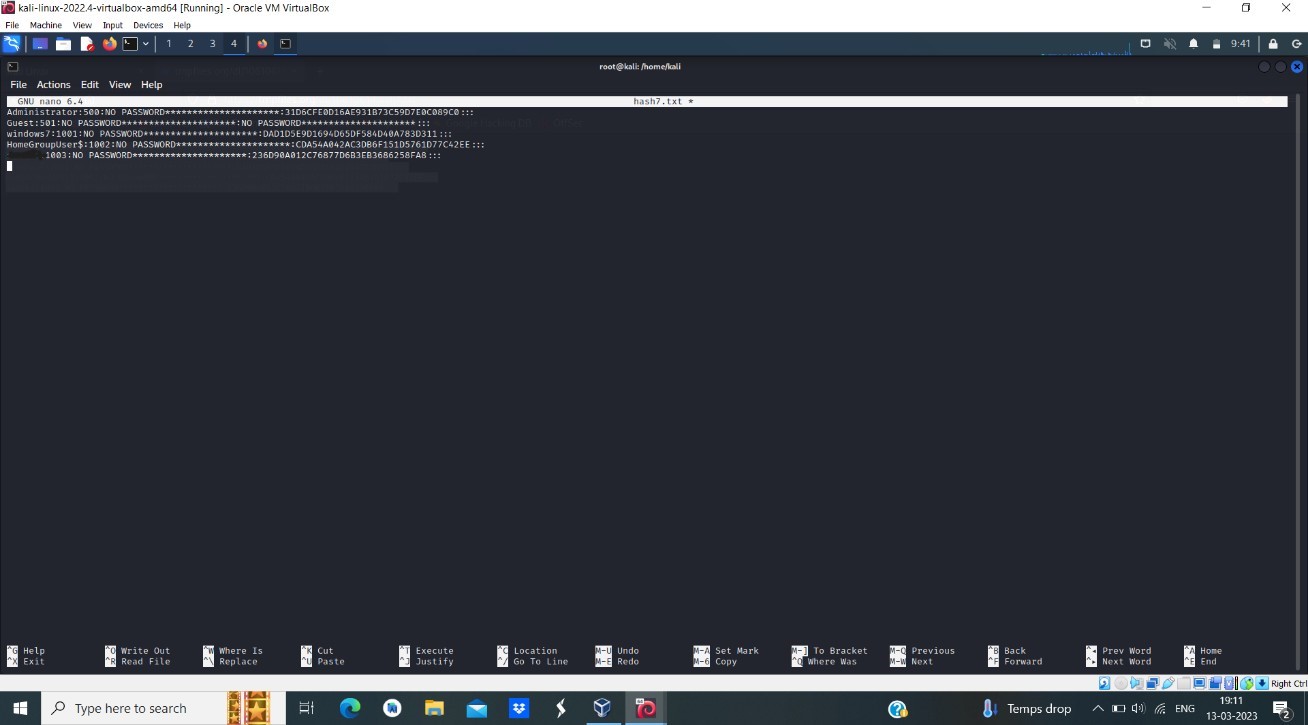 kali-linux-2022.4-virtualbox-amd64 [Running] - Oracle VM VirtualBox
File Machine View Input Devices Help
1 2 3 4 9:41
root@kali: /home/kali
File Actions Edit View Help
GNU nano 6.4 hash7.txt *
Administrator:500:NO PASSWORD*********************:31D6CFE0D16AE931B73C59D7E0C089C0:::
Guest:501:NO PASSWORD*********************:NO PASSWORD*********************:::
windows7:1001:NO PASSWORD*********************:DAD1D5E9D1694D65DF584D40A783D311:::
HomeGroupUser$:1002:NO PASSWORD*********************:CDA54A042AC3DB6F151D5761D77C42EE:::
1003:NO PASSWORD*********************:236D90A012C76877D6B3EB3686258FA8:::
^G Help ^O Write Out ^W Where Is ^K Cut ^T Execute ^C Location M-U Undo M-A Set Mark M-] To Bracket M-Q Previous ^B Back ^◂ Prev Word ^A Home
^X Exit ^R Read File ^\ Replace ^U Paste ^J Justify ^/ Go To Line M-E Redo M-6 Copy ^Q Where Was M-W Next ^F Forward ^▸ Next Word ^E End
Right Ctrl
Type here to search Temps drop ENG 19:11
13-03-2023 2